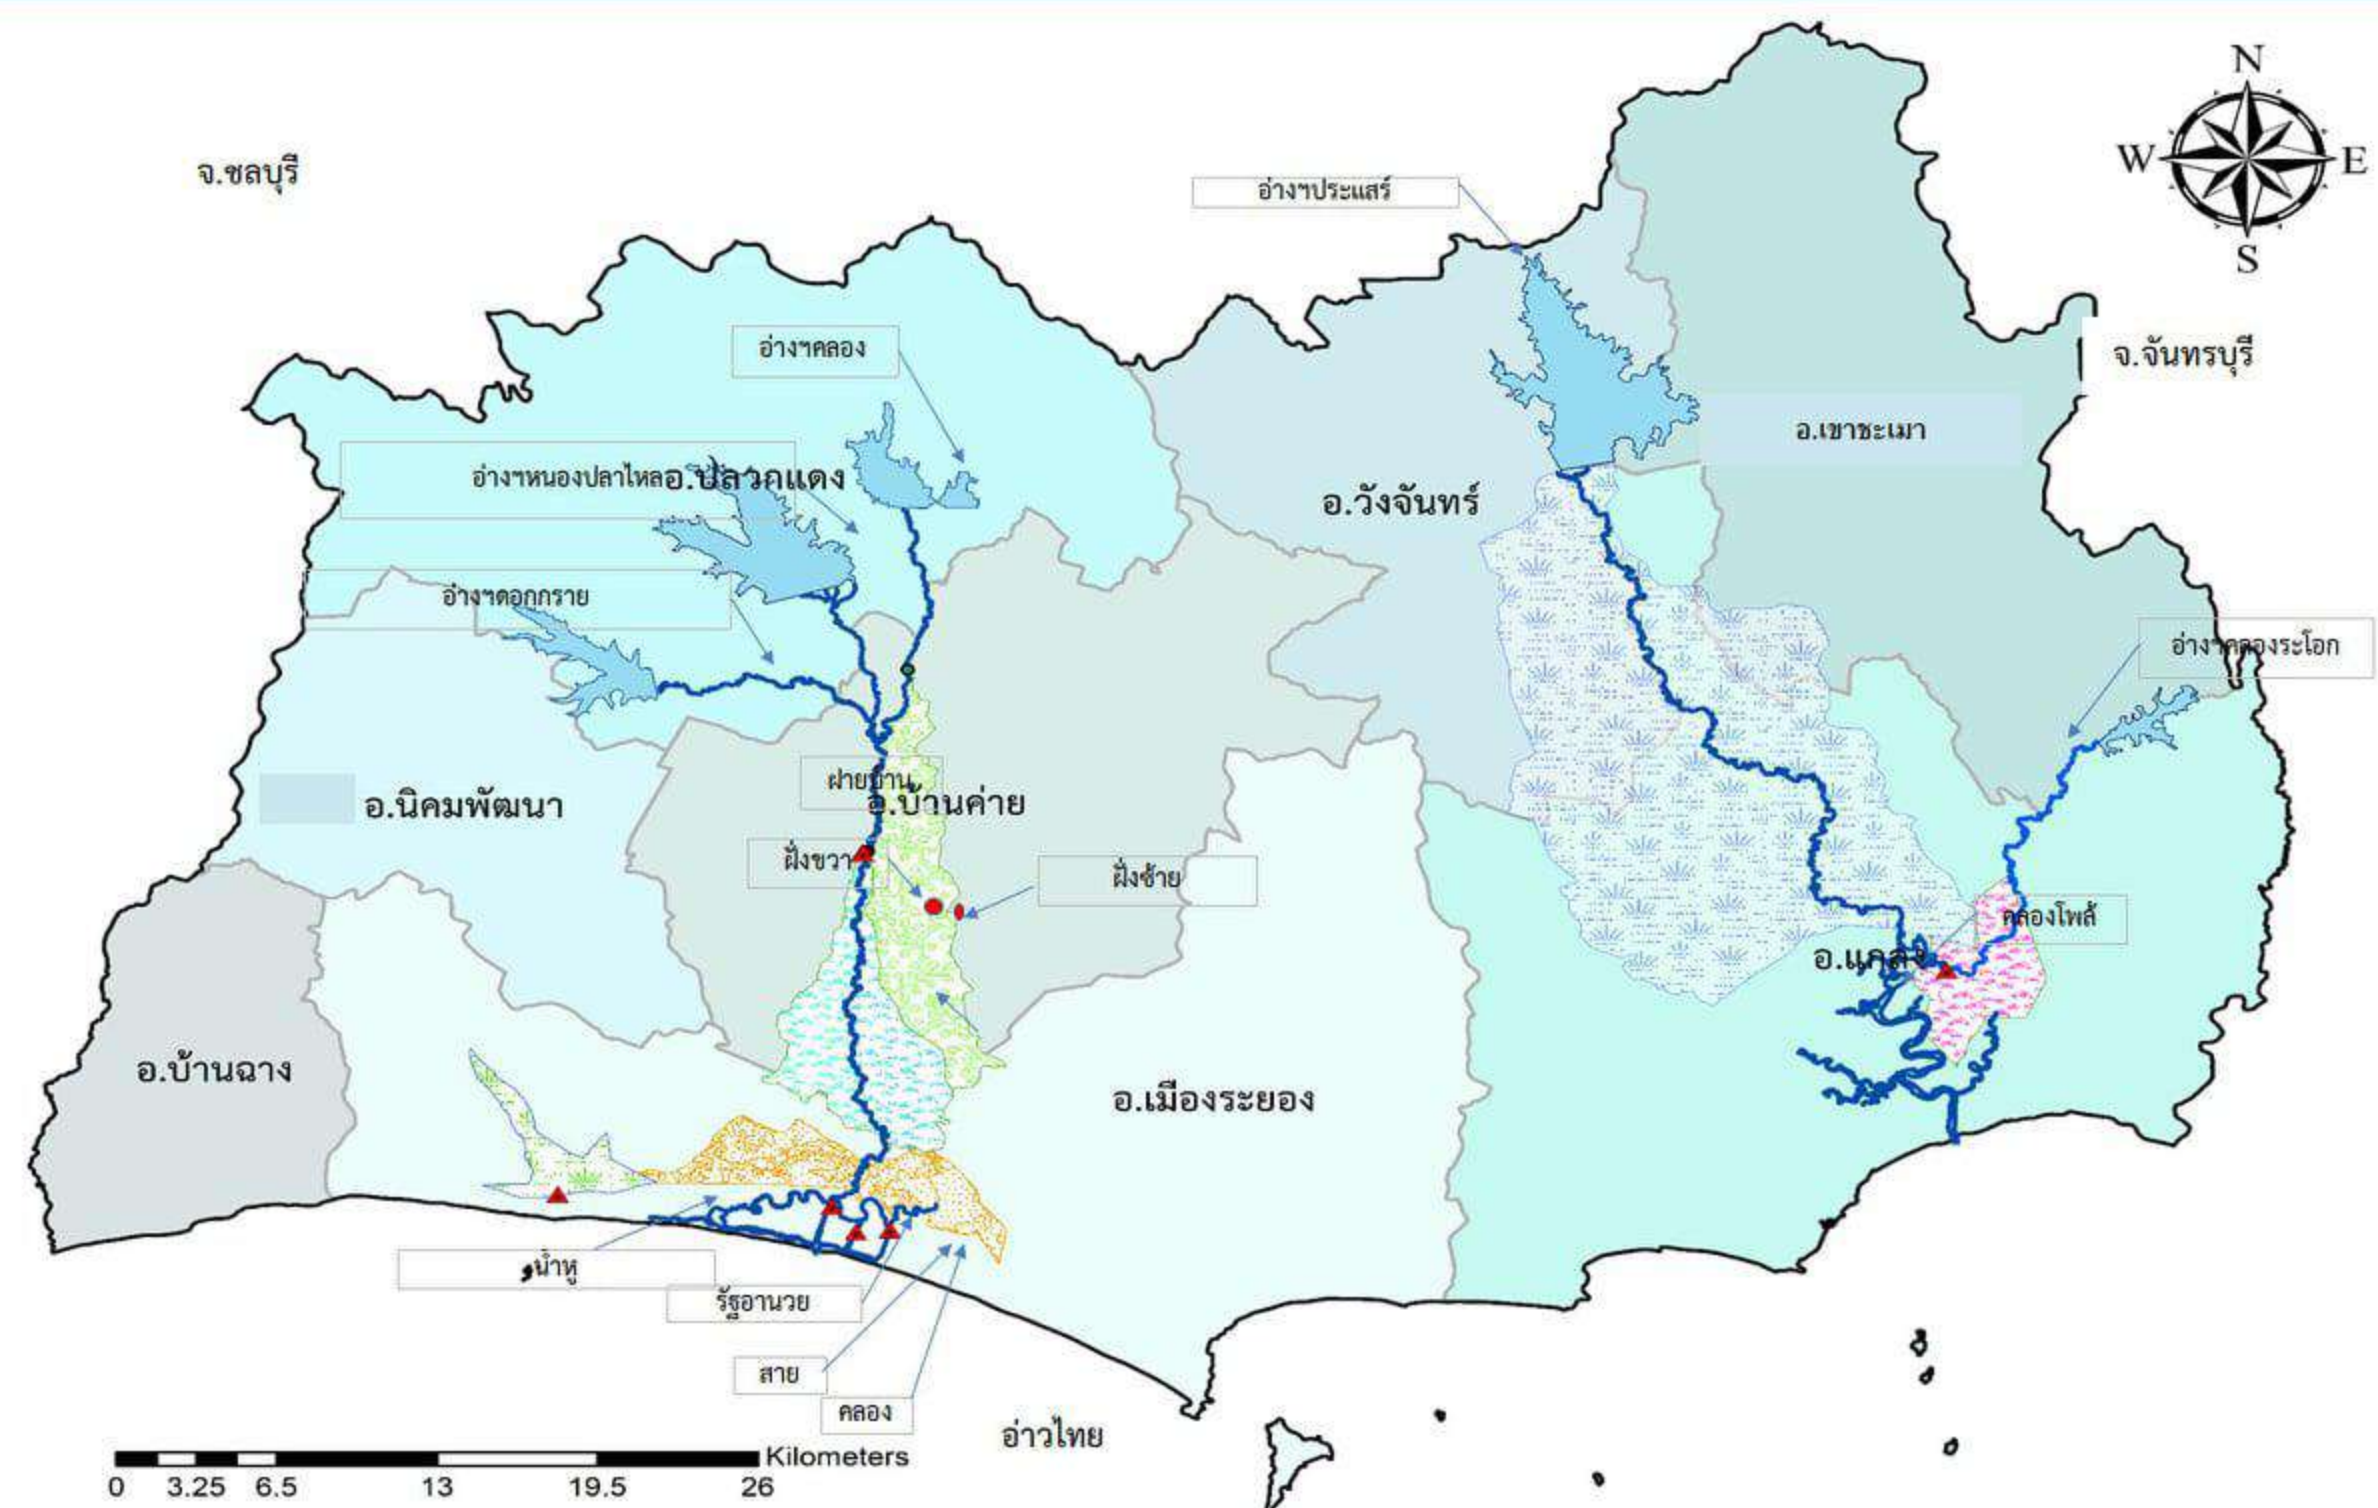 N
จ.ชลบุรี
W
E
อ่างฯประแสร์
S
อ่างฯคลอง
จ.จันทรบุรี
อ.เขาชะเมา
อ่างฯหนองปลาไหล
อ.ปลวกแดง
อ.วังจันทร์
อ่างฯดอกกราย
อ่างฯคลองระโอก
ฝายบ้าน
อ.นิคมพัฒนา
อ.บ้านค่าย
ฝั่งขวา
ฝั่งซ้าย
คลองโพล้
อ.แกลง
อ.บ้านฉาง
อ.เมืองระยอง
น้ำหู
รัฐอานวย
สาย
คลอง
อ่าวไทย
Kilometers
0 3.25 6.5 13 19.5 26